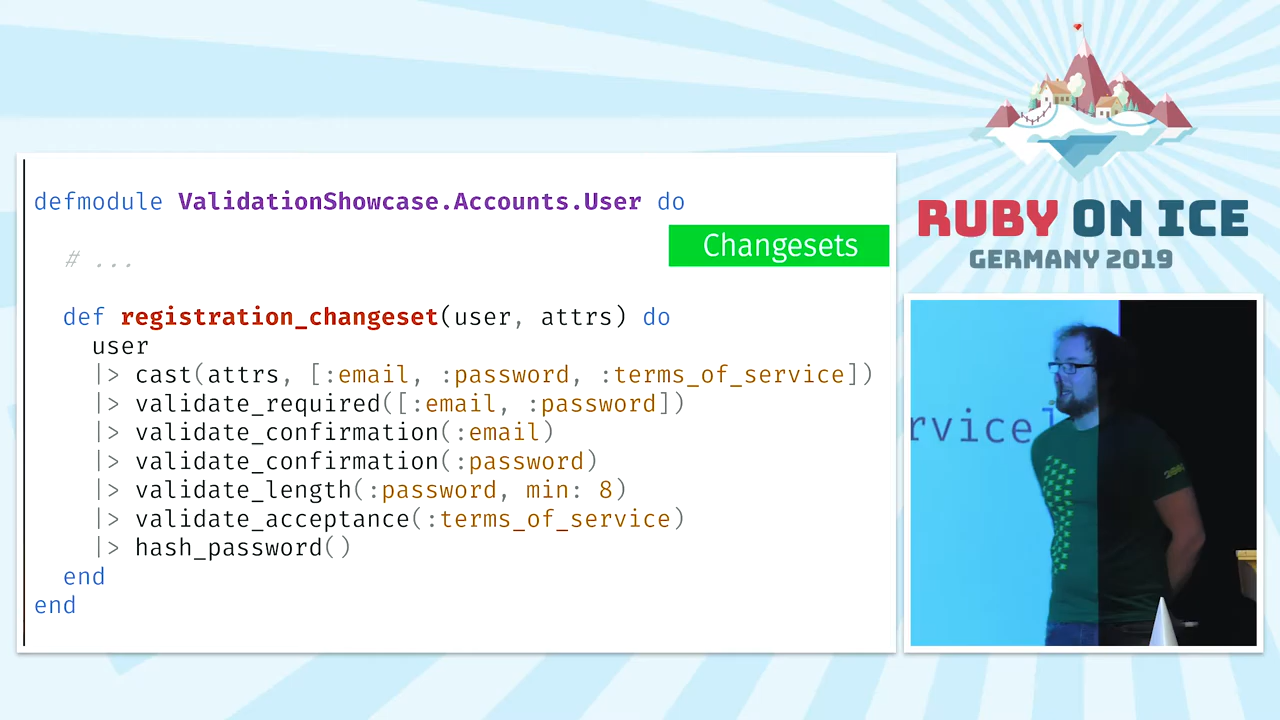 defmodule ValidationShowcase.Accounts.User do
Changesets
# ...
def registration_changeset(user, attrs) do
user
|> cast(attrs, [:email, :password, :terms_of_service])
|> validate_required([:email, :password])
|> validate_confirmation(:email)
|> validate_confirmation(:password)
|> validate_length(:password, min: 8)
|> validate_acceptance(:terms_of_service)
|> hash_password()
end
end
RUBY ON ICE
GERMANY 2019
rvice]